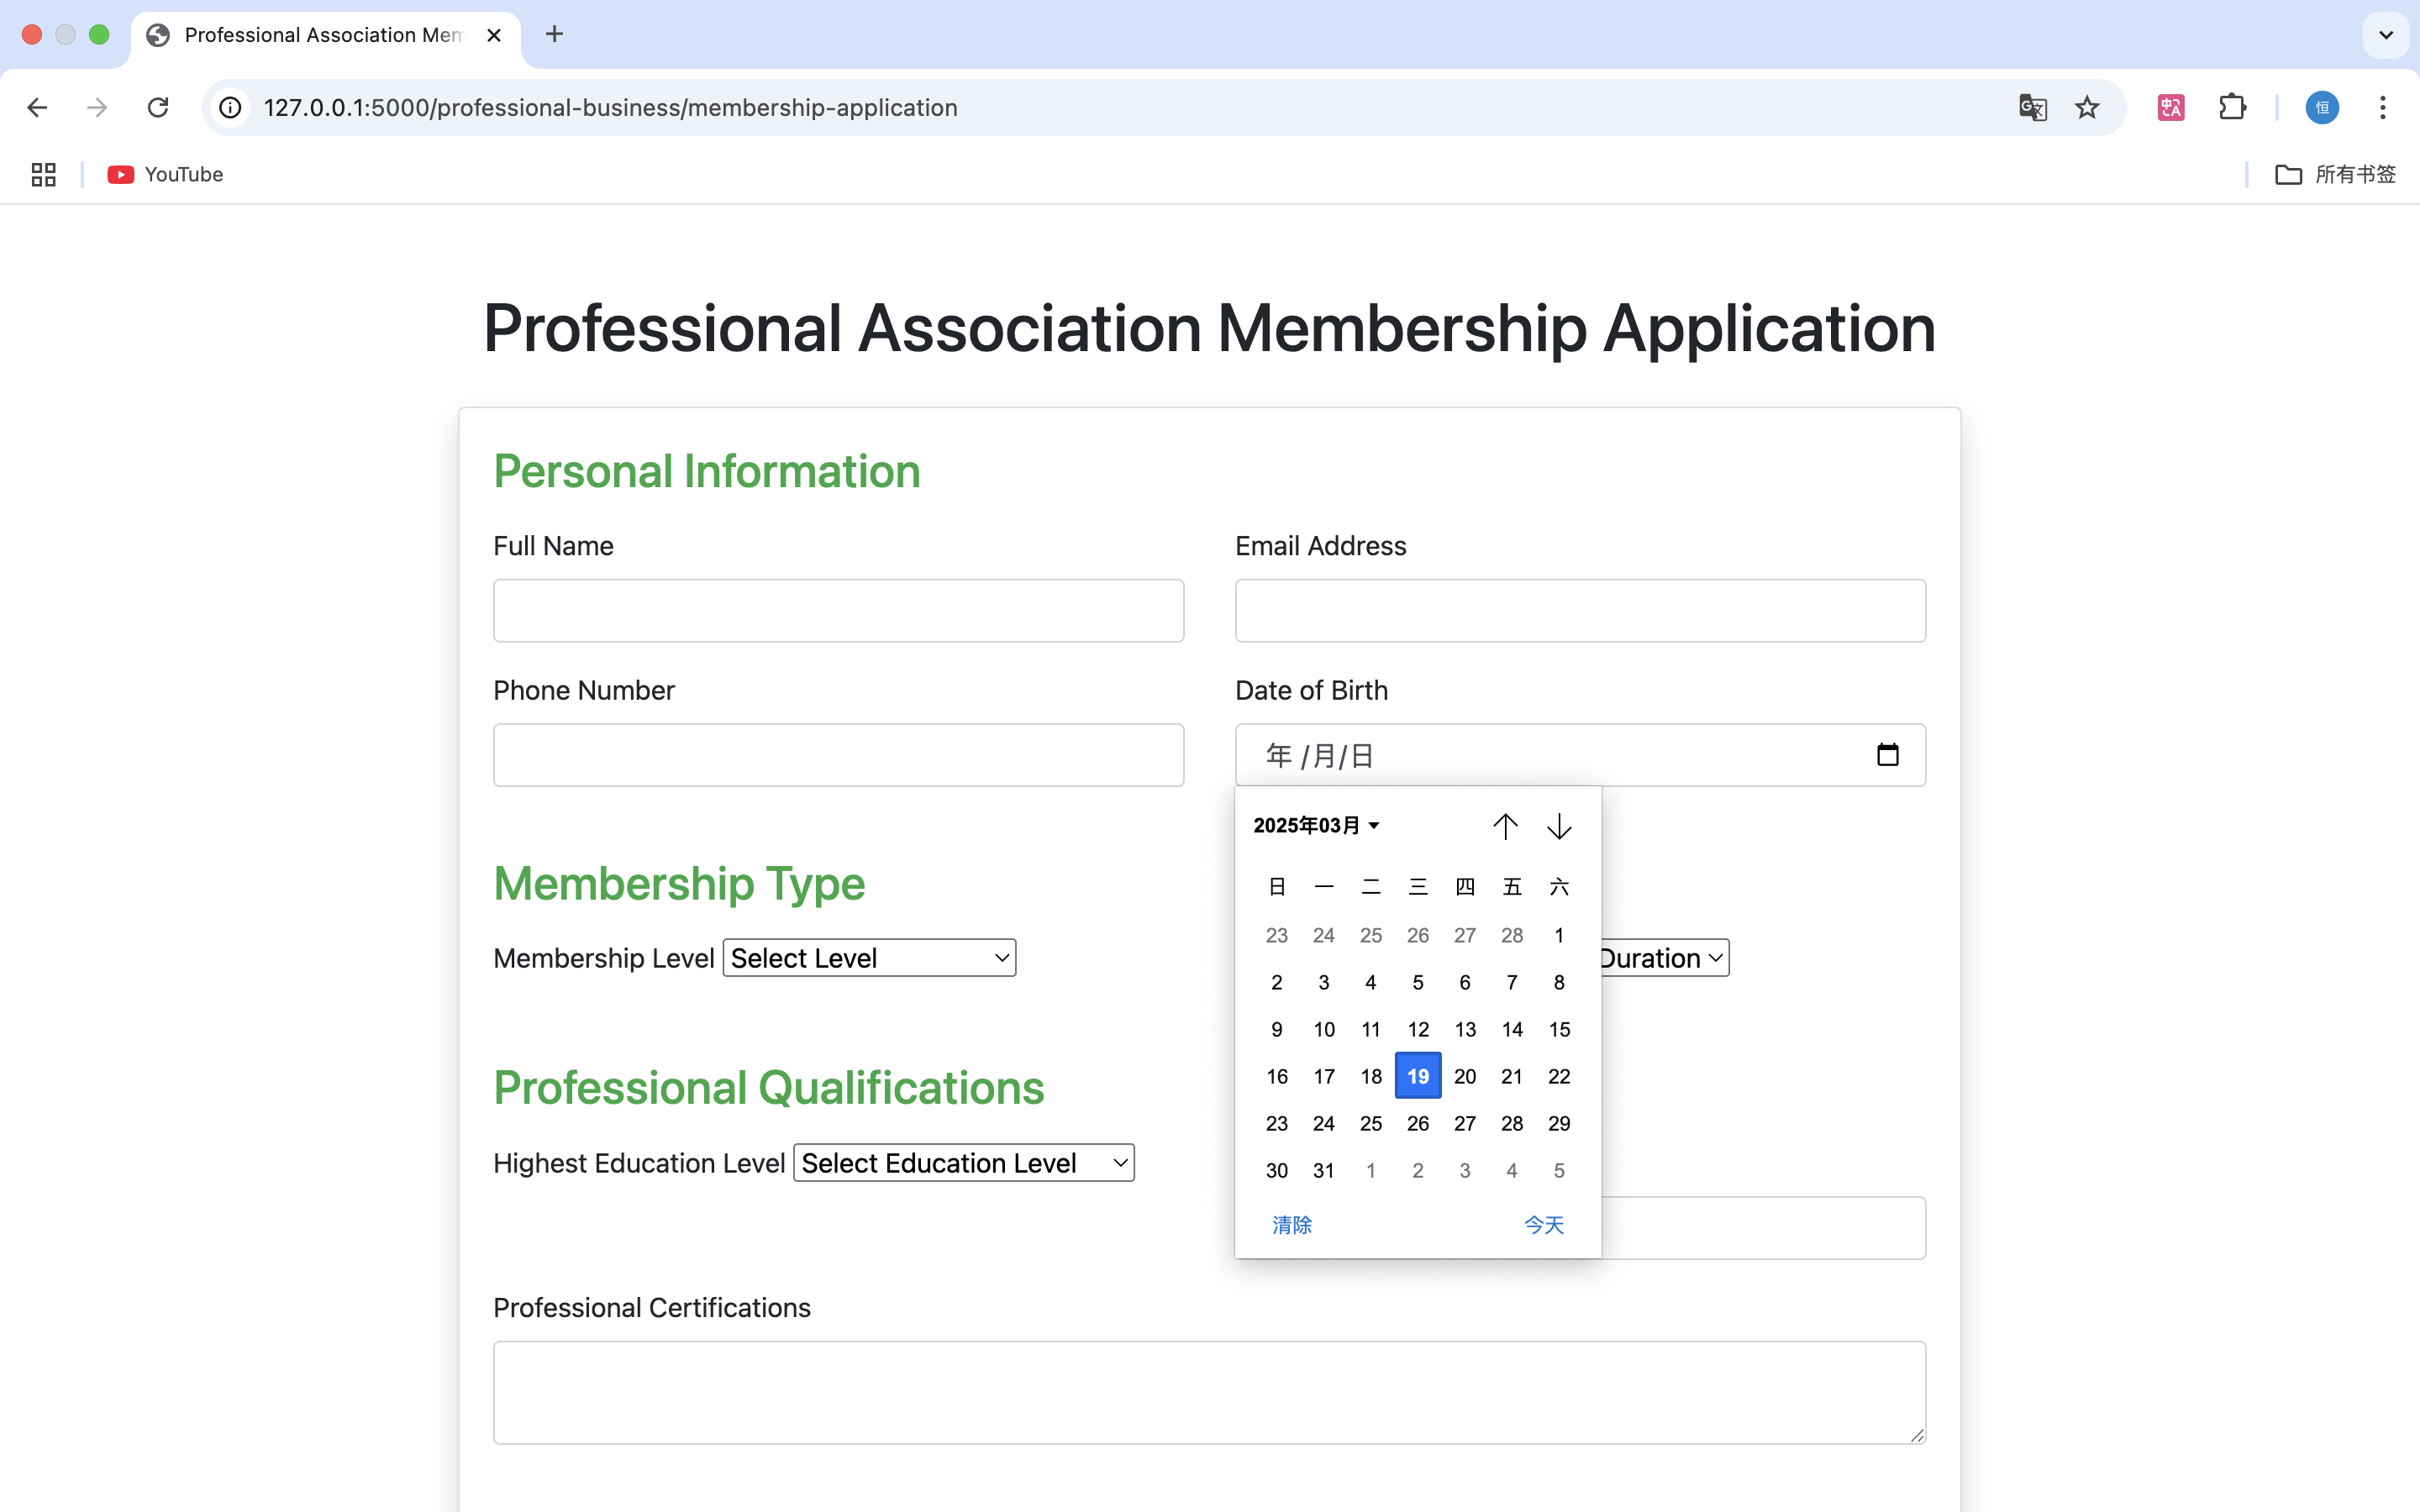 Professional Association Mem
127.0.0.1:5000/professional-business/membership-application
恒
YouTube
所有书签
Professional Association Membership Application
Personal Information
Full Name
Email Address
Phone Number
Date of Birth
年 /月/日
2025年03月
日 一 二 三 四 五 六
23 24 25 26 27 28 1
2 3 4 5 6 7 8
9 10 11 12 13 14 15
16 17 18 19 20 21 22
23 24 25 26 27 28 29
30 31 1 2 3 4 5
清除 今天
Membership Type
Membership Level Select Level
Duration
Professional Qualifications
Highest Education Level Select Education Level
Professional Certifications